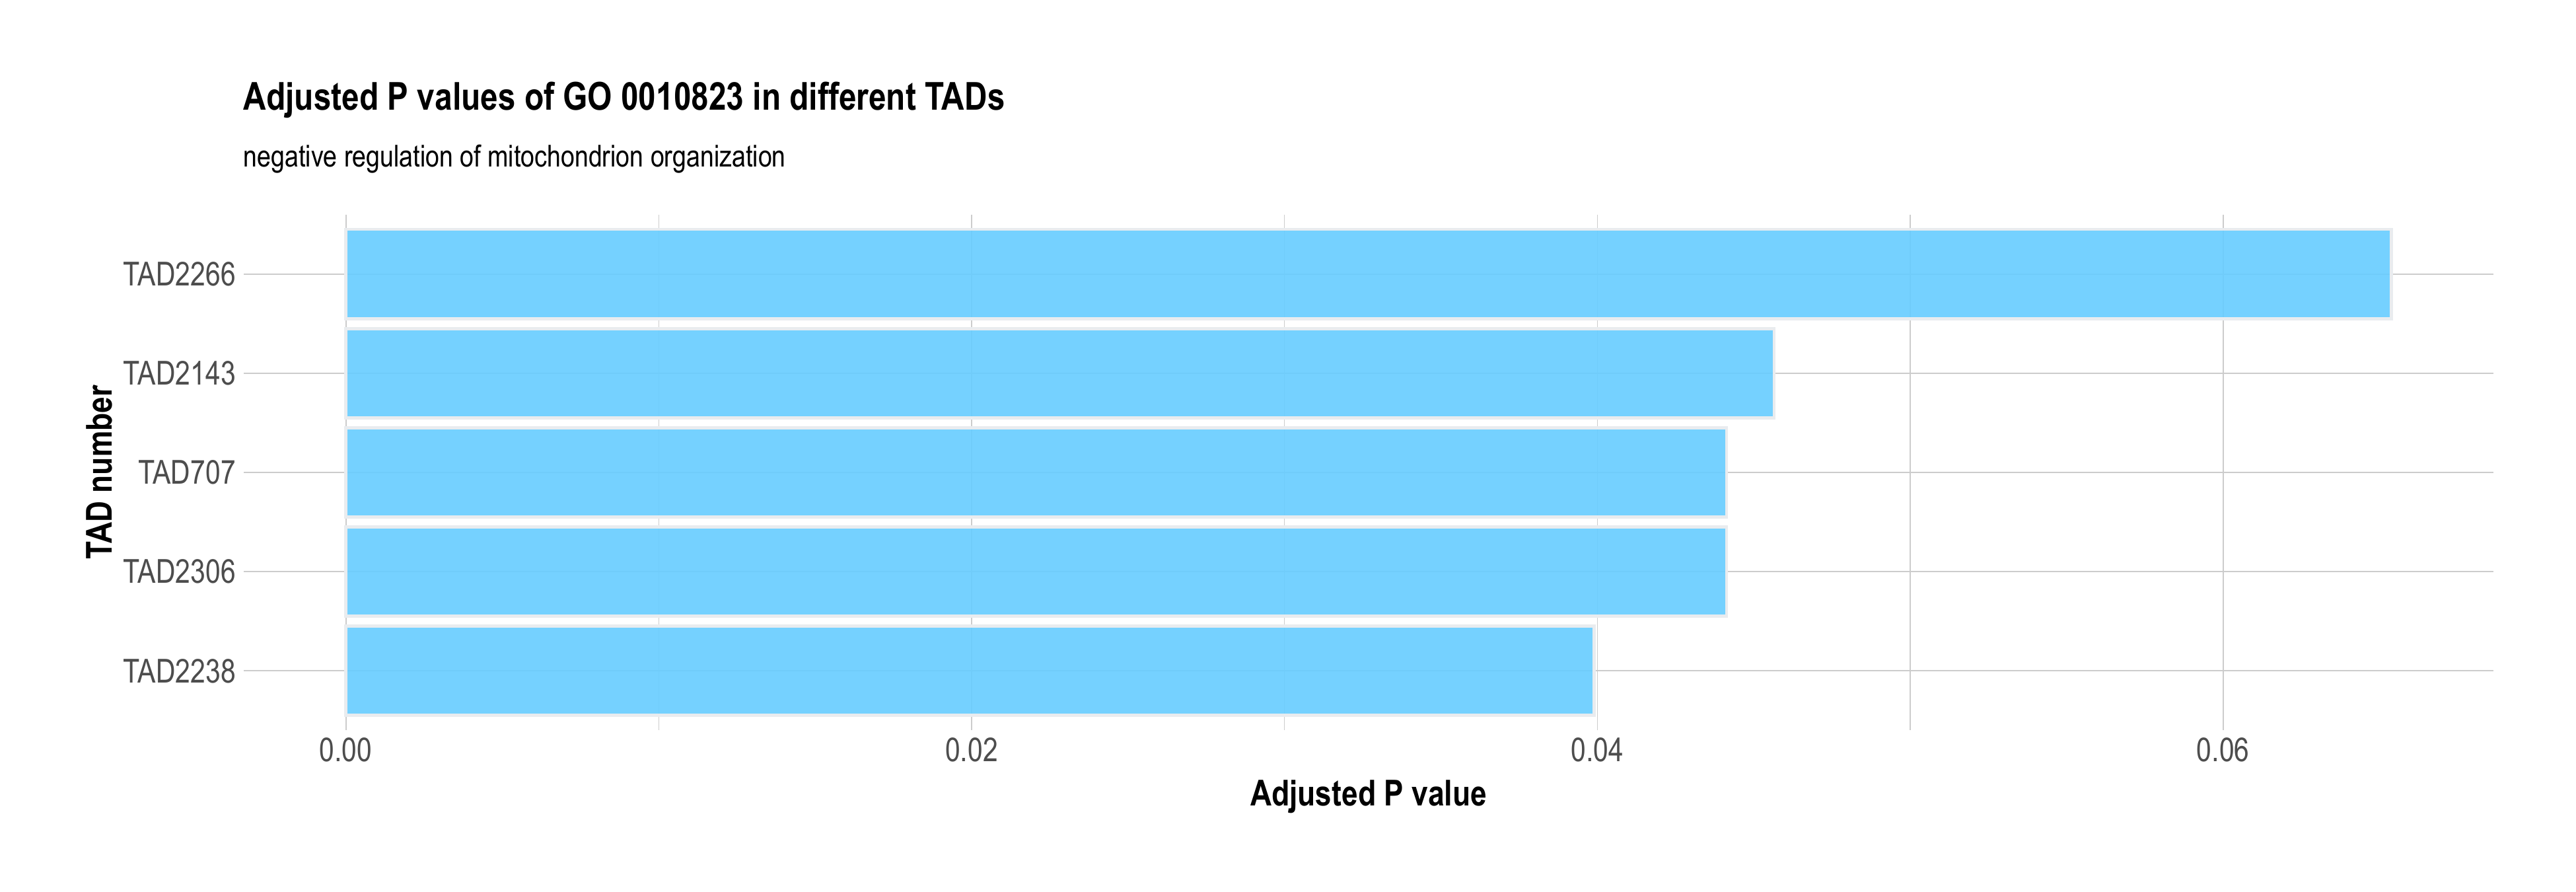 Adjusted P values of GO 0010823 in different TADs
negative regulation of mitochondrion organization
TAD number
TAD2266
TAD2143
TAD707
TAD2306
TAD2238
0.00
0.02
0.04
0.06
Adjusted P value